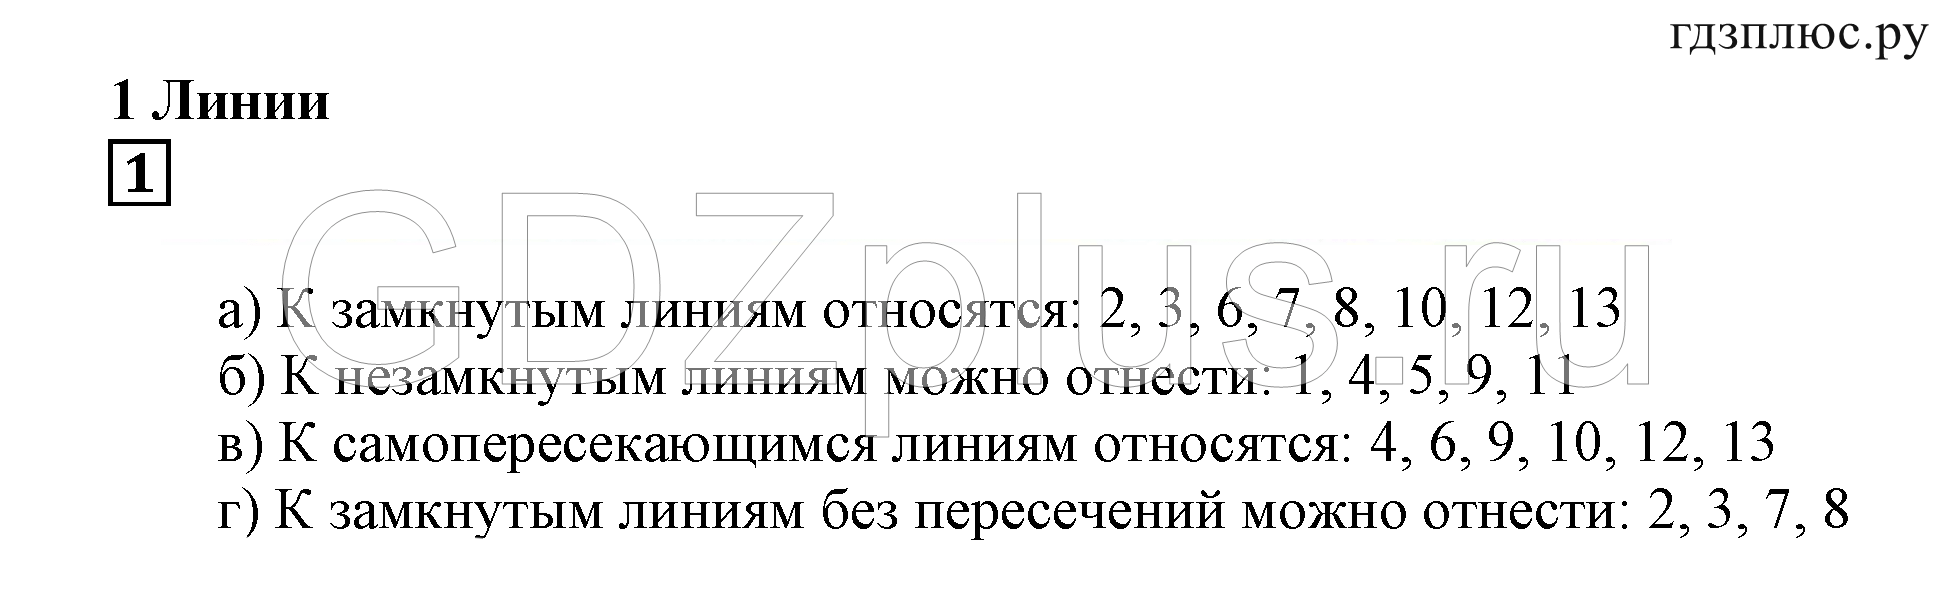 гдзплюс.ру
1 Линии
1
GDZplus.ru
а) К замкнутым линиям относятся: 2, 3, 6, 7, 8, 10, 12, 13
б) К незамкнутым линиям можно отнести: 1, 4, 5, 9, 11
в) К самопересекающимся линиям относятся: 4, 6, 9, 10, 12, 13
г) К замкнутым линиям без пересечений можно отнести: 2, 3, 7, 8